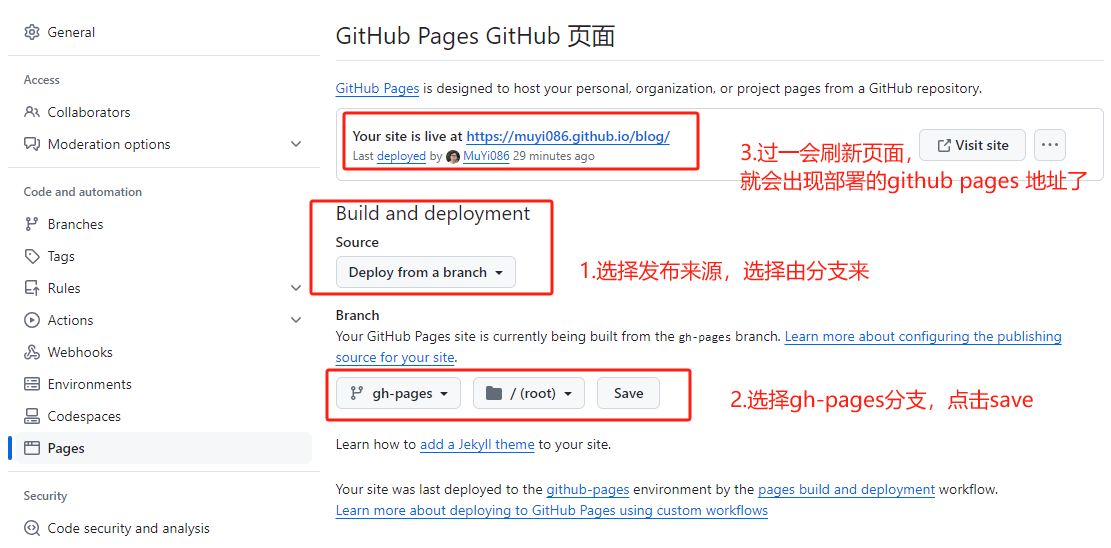 General
Access
Collaborators
Moderation options
Code and automation
Branches
Tags
Rules
Actions
Webhooks
Environments
Codespaces
Pages
Security
Code security and analysis
GitHub Pages GitHub 页面
GitHub Pages is designed to host your personal, organization, or project pages from a GitHub repository.
Your site is live at https://muyi086.github.io/blog/
Last deployed by MuYi086 29 minutes ago
Visit site
3.过一会刷新页面，
就会出现部署的github pages 地址了
Build and deployment
Source
Deploy from a branch
1.选择发布来源，选择由分支来
Branch
Your GitHub Pages site is currently being built from the gh-pages branch. Learn more about configuring the publishing
source for your site.
gh-pages
/ (root)
Save
2.选择gh-pages分支，点击save
Learn how to add a Jekyll theme to your site.
Your site was last deployed to the github-pages environment by the pages build and deployment workflow.
Learn more about deploying to GitHub Pages using custom workflows